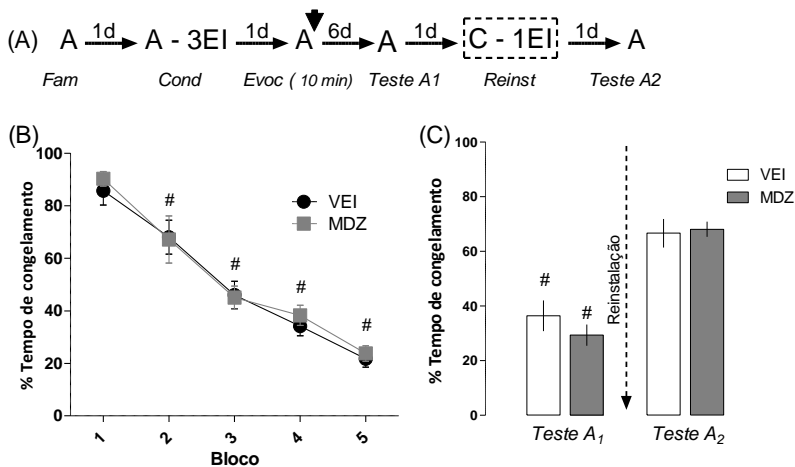 (A) A 1d A - 3EI 1d A 6d A 1d C - 1EI 1d A
Fam Cond Evoc ( 10 min) Teste A1 Reinst Teste A2
(B)
% Tempo de congelamento
100
80
60
40
20
0
# # # #
VEI
MDZ
1 2 3 4 5
Bloco
(C)
% Tempo de congelamento
100
80
60
40
20
0
# #
Reinstalação
VEI
MDZ
Teste A1 Teste A2